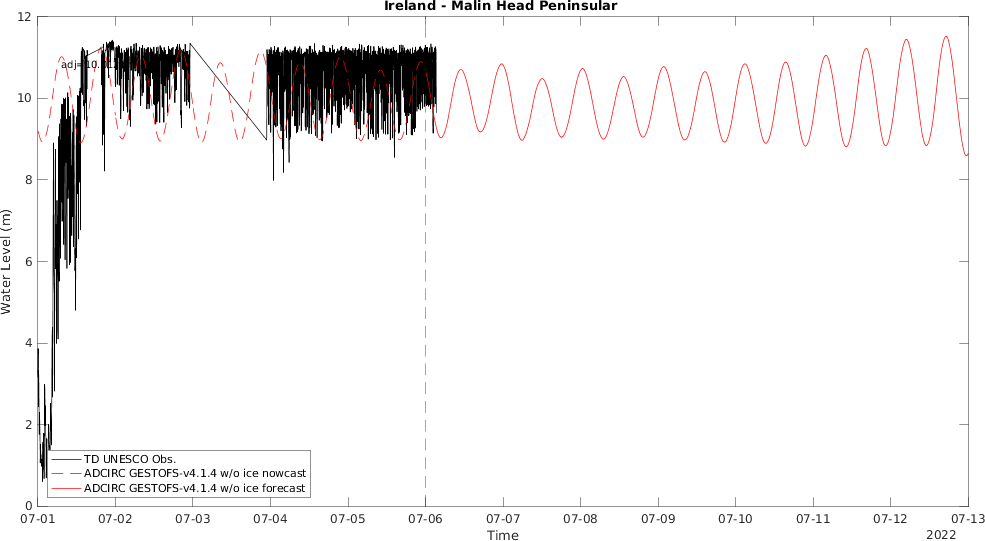 Ireland - Malin Head Peninsular
12
10
8
6
4
2
0
Water Level (m)
TD UNESCO Obs.
ADCIRC GESTOFS-v4.1.4 w/o ice nowcast
ADCIRC GESTOFS-v4.1.4 w/o ice forecast
07-01 07-02 07-03 07-04 07-05 07-06 07-07 07-08 07-09 07-10 07-11 07-12 07-13
Time
2022